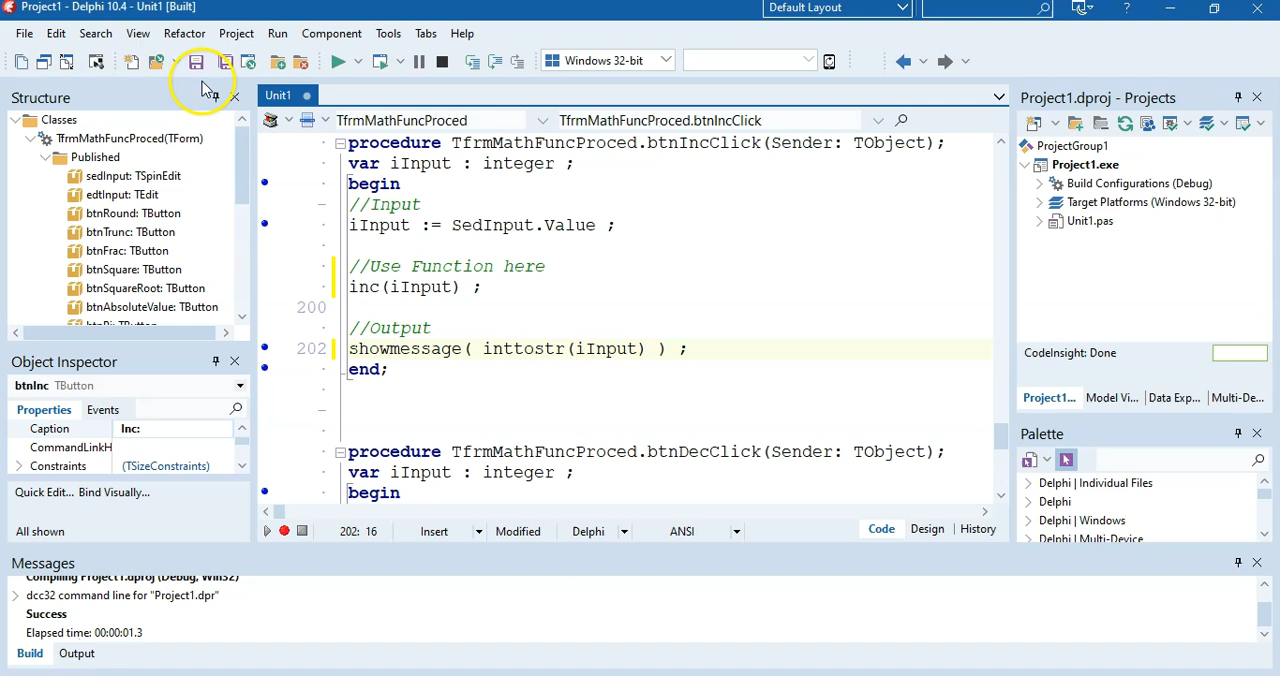 Project1 - Delphi 10.4 - Unit1 [Built]
Default Layout
?
File Edit Search View Refactor Project Run Component Tools Tabs Help
Windows 32-bit
Structure
Classes
TfrmMathFuncProced(TForm)
Published
sedInput: TSpinEdit
edtInput: TEdit
btnRound: TButton
btnTrunc: TButton
btnFrac: TButton
btnSquare: TButton
btnSquareRoot: TButton
btnAbsoluteValue: TButton
Object Inspector
btnInc TButton
Properties Events
Caption Inc:
CommandLinkH
Constraints (TSizeConstraints)
Quick Edit... Bind Visually...
All shown
Unit1
TfrmMathFuncProced TfrmMathFuncProced.btnIncClick
procedure TfrmMathFuncProced.btnIncClick(Sender: TObject);
var iInput : integer ;
begin
//Input
iInput := SedInput.Value ;
//Use Function here
inc(iInput) ;
200
//Output
202 showmessage( inttostr(iInput) ) ;
end;
procedure TfrmMathFuncProced.btnDecClick(Sender: TObject);
var iInput : integer ;
begin
202: 16 Insert Modified Delphi ANSI Code Design History
Project1.dproj - Projects
ProjectGroup1
Project1.exe
Build Configurations (Debug)
Target Platforms (Windows 32-bit)
Unit1.pas
CodeInsight: Done
Project1... Model Vi... Data Exp... Multi-De...
Palette
Delphi | Individual Files
Delphi
Delphi | Windows
Delphi | Multi-Device
Messages
Compiling Project1.dproj (Debug, Win32)
dcc32 command line for "Project1.dpr"
Success
Elapsed time: 00:00:01.3
Build Output